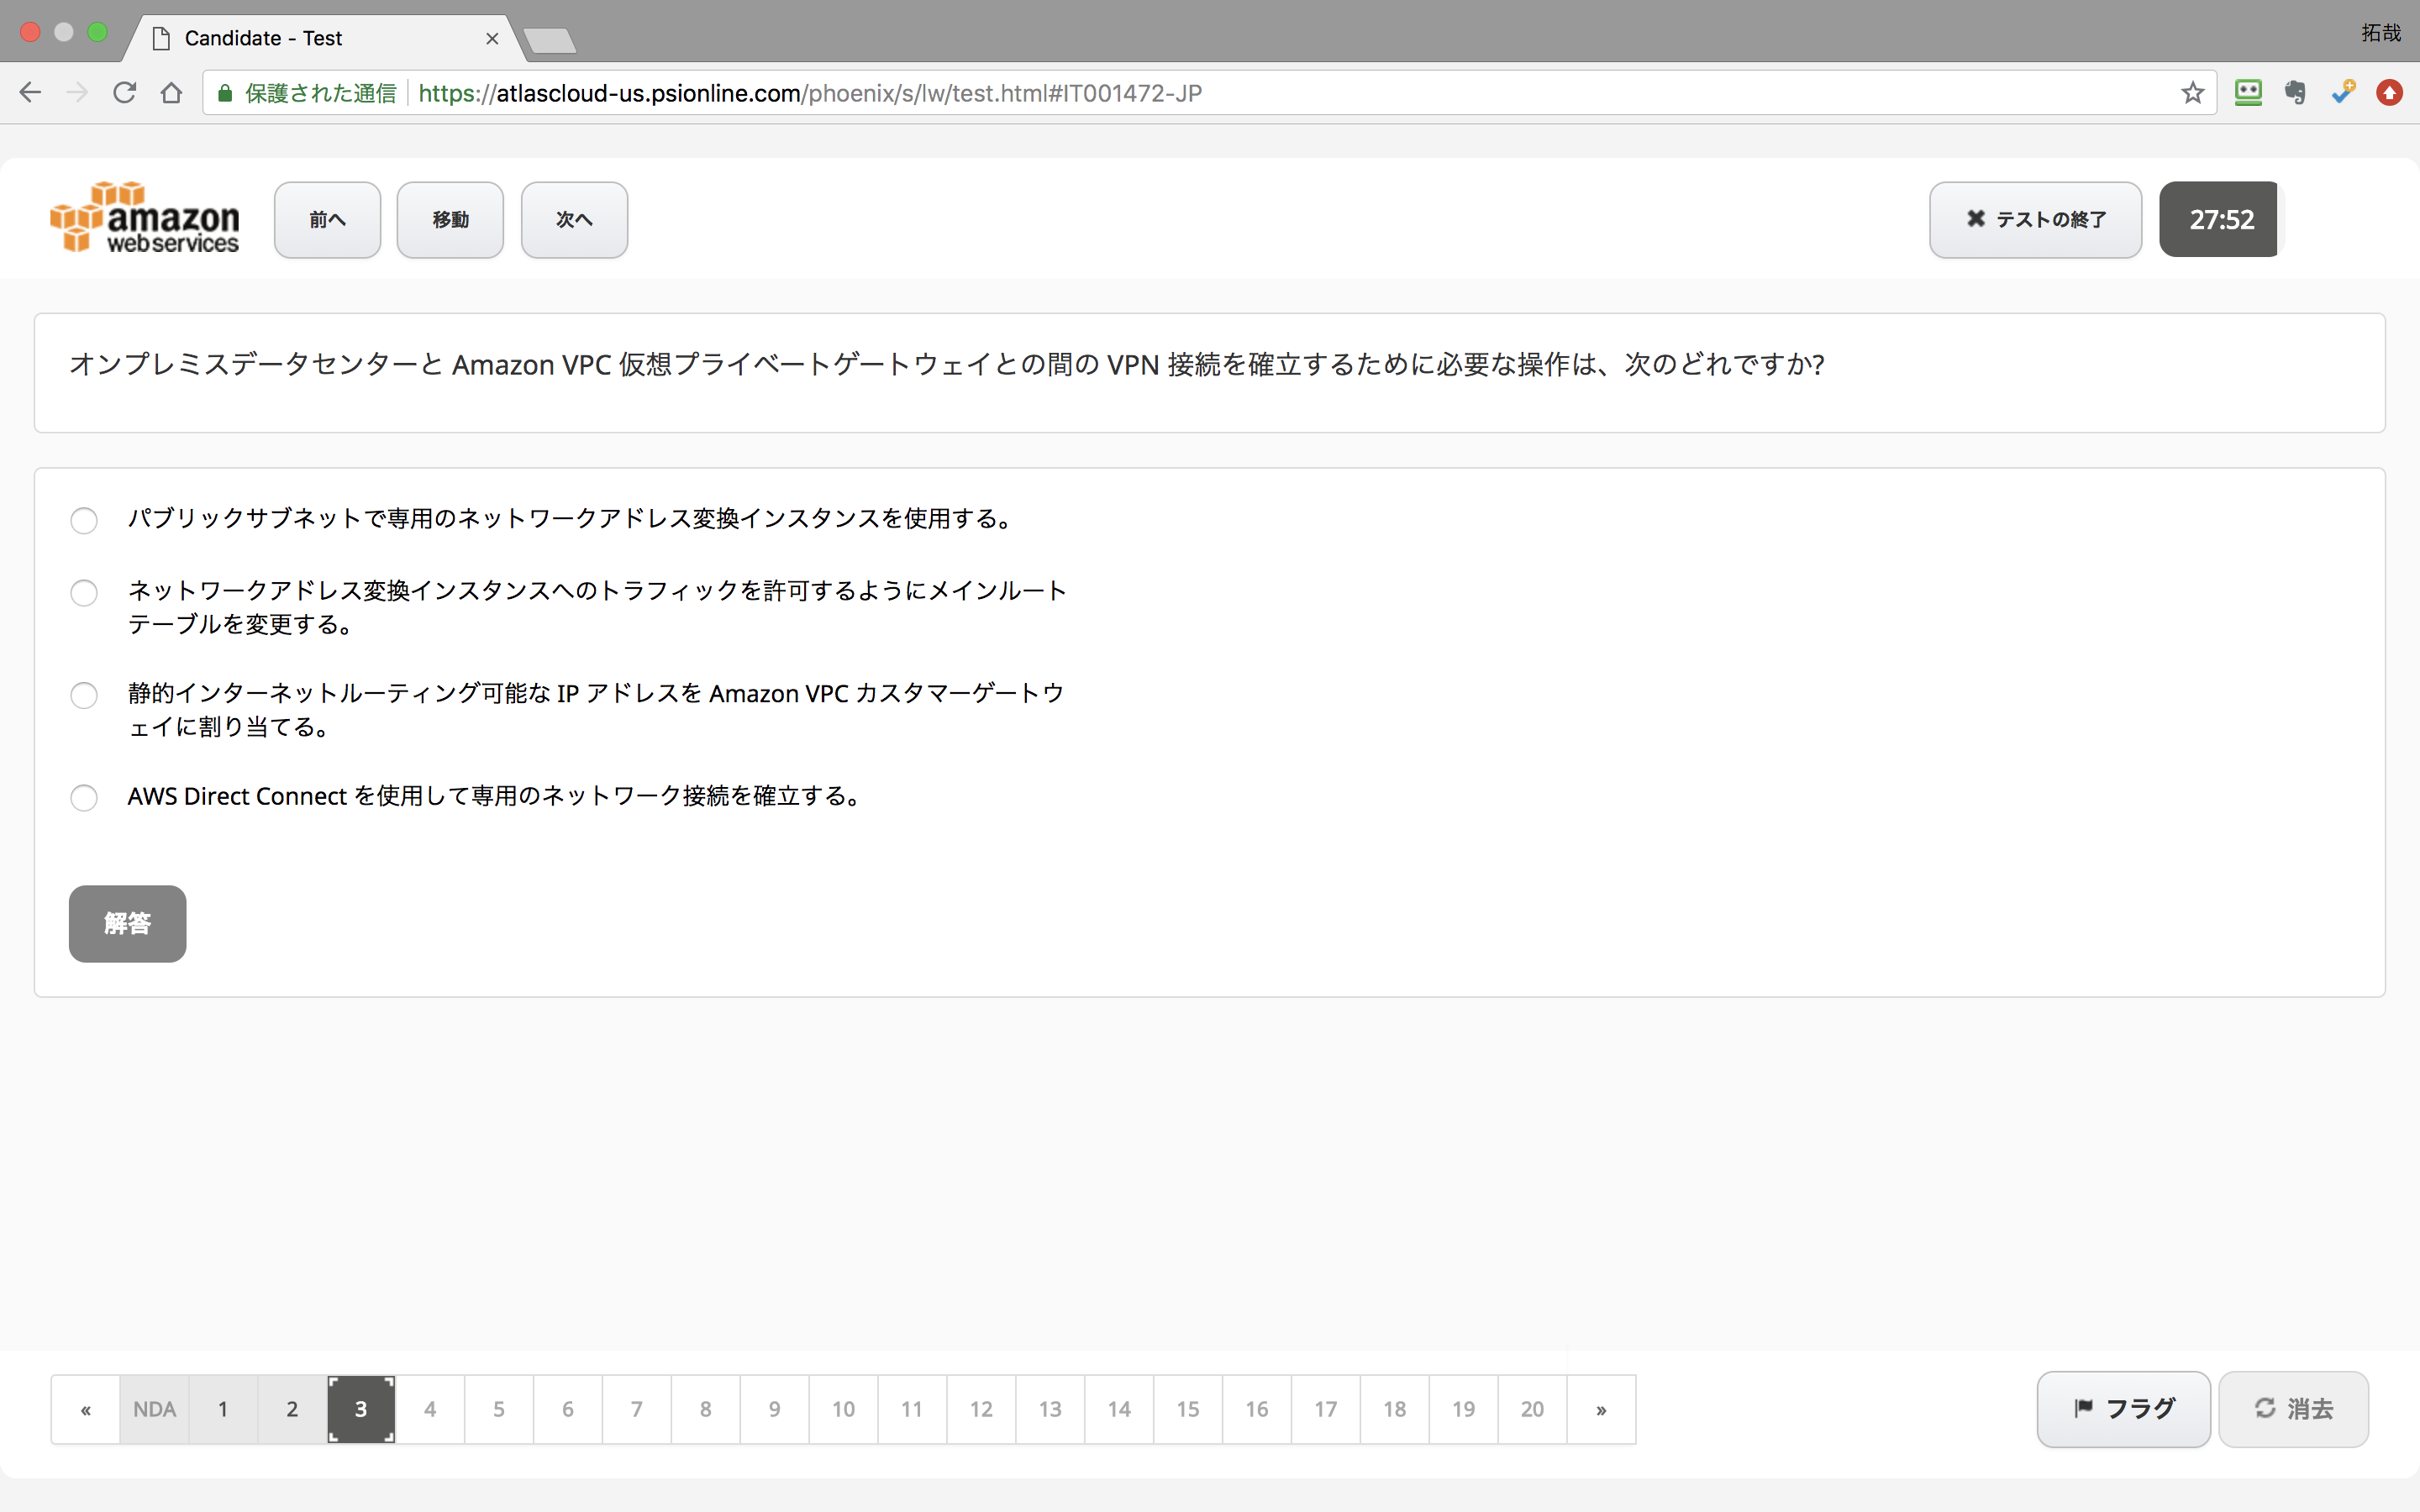 Candidate - Test
拓哉
保護された通信 https://atlascloud-us.psionline.com/phoenix/s/lw/test.html#IT001472-JP
amazon
web services
前へ 移動 次へ
テストの終了 27:52
オンプレミスデータセンターと Amazon VPC 仮想プライベートゲートウェイとの間の VPN 接続を確立するために必要な操作は、次のどれですか?
パブリックサブネットで専用のネットワークアドレス変換インスタンスを使用する。
ネットワークアドレス変換インスタンスへのトラフィックを許可するようにメインルート
テーブルを変更する。
静的インターネットルーティング可能な IP アドレスを Amazon VPC カスタマーゲートウ
ェイに割り当てる。
AWS Direct Connect を使用して専用のネットワーク接続を確立する。
解答
« NDA 1 2 3 4 5 6 7 8 9 10 11 12 13 14 15 16 17 18 19 20 »
フラグ 消去